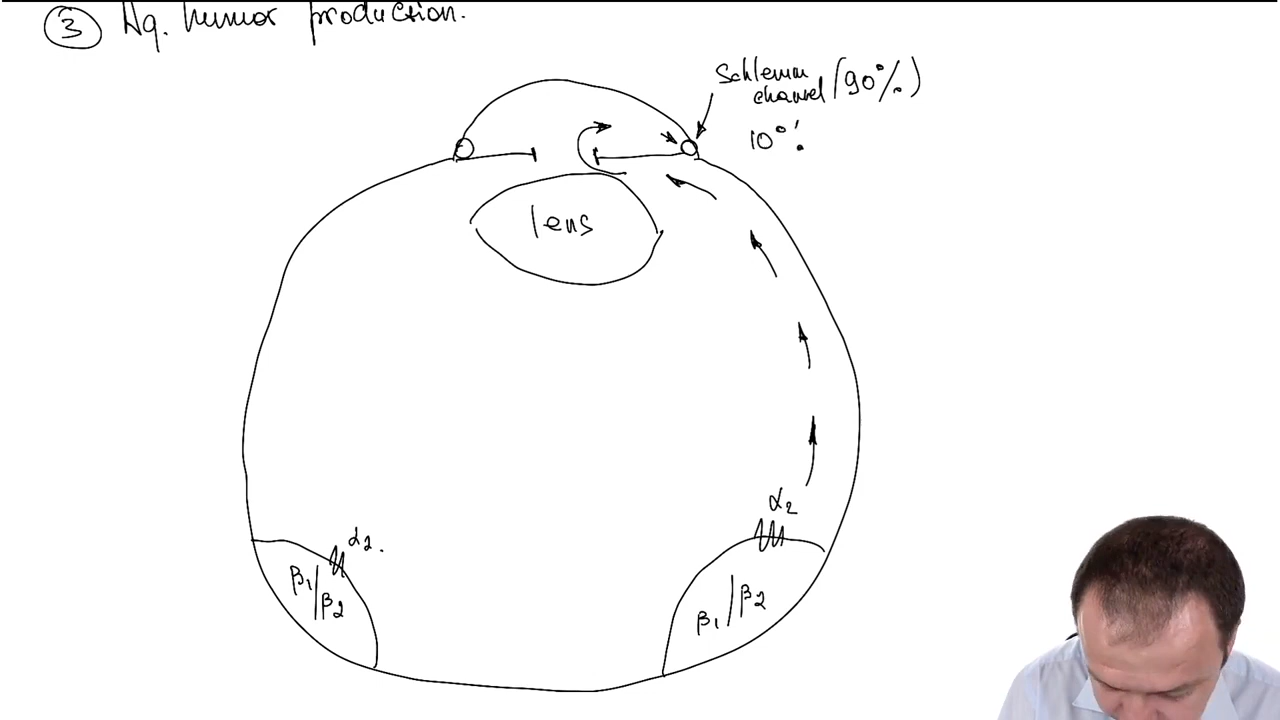 ③ Aq. humor production.
Schlemm
channel (90%)
10%
lens
α2
α2.
β1/β2
β1/β2